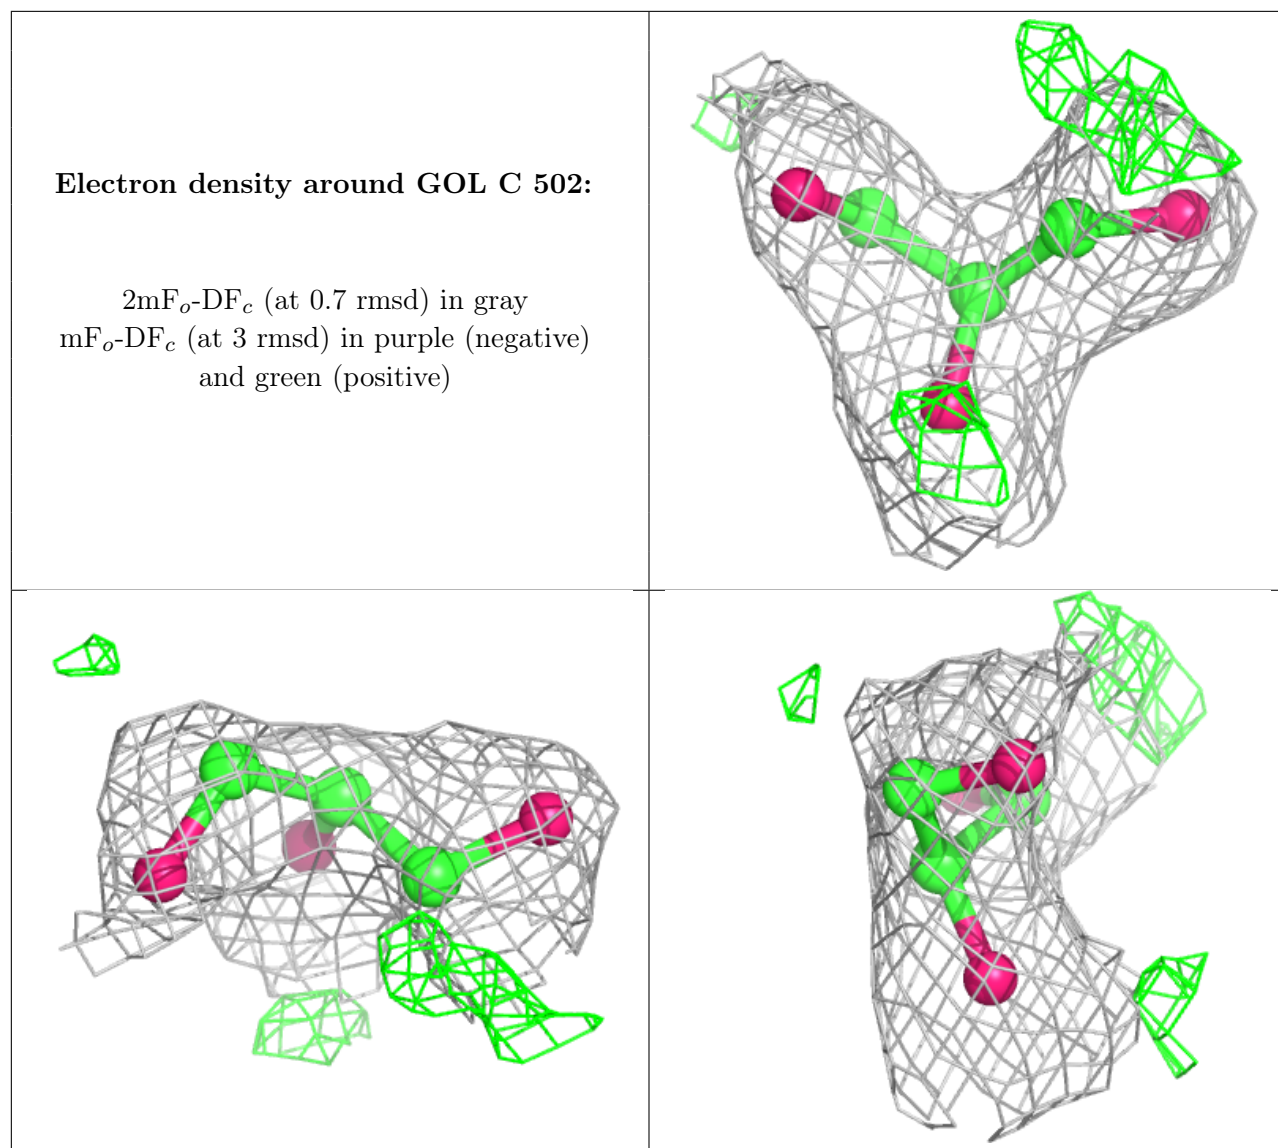 Electron density around GOL C 502:
2mFo-DFc (at 0.7 rmsd) in gray
mFo-DFc (at 3 rmsd) in purple (negative)
and green (positive)